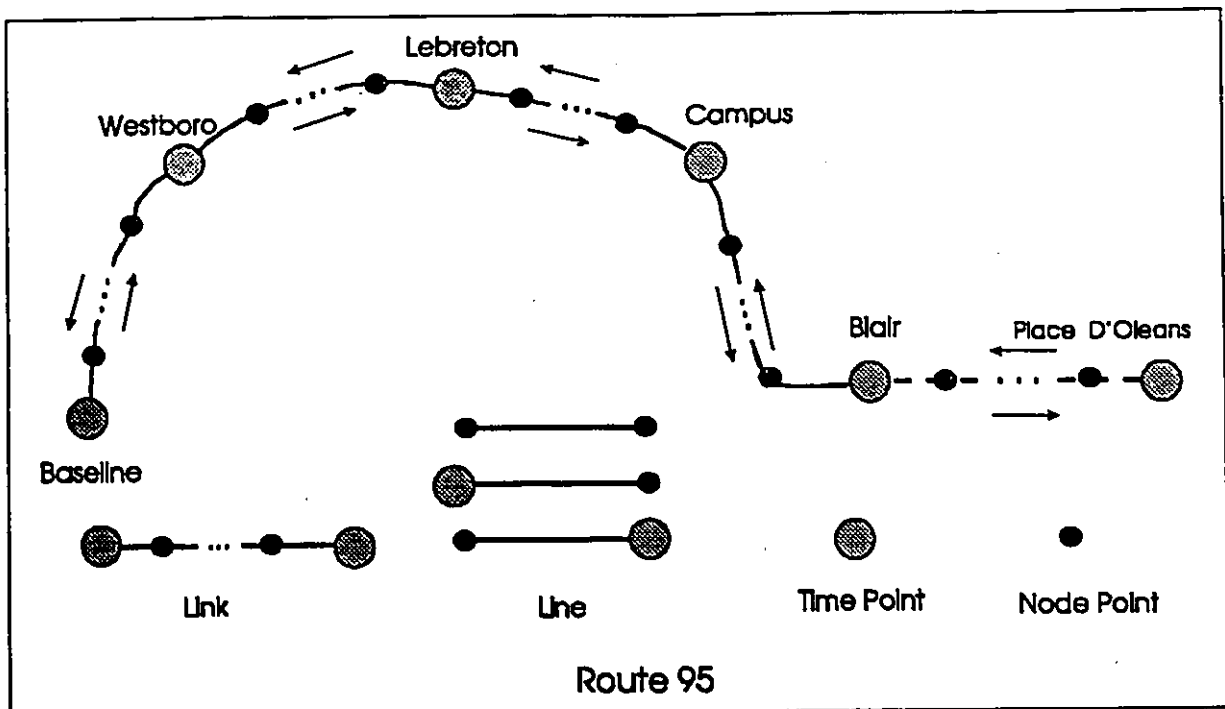 Lebreton
Westboro
Campus
Blair
Place D'Oleans
Baseline
Link
Line
Time Point
Node Point
Route 95